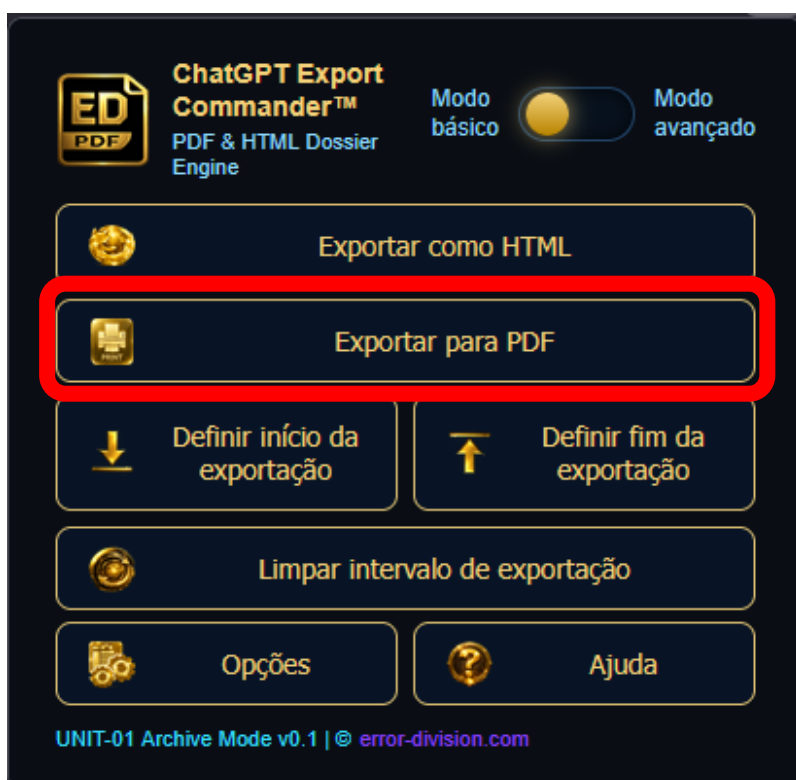 ED
PDF
ChatGPT Export
Commander™
PDF & HTML Dossier
Engine
Modo
básico
Modo
avançado
Exportar como HTML
PRINT
Exportar para PDF
Definir início da
exportação
Definir fim da
exportação
Limpar intervalo de exportação
Opções
Ajuda
UNIT-01 Archive Mode v0.1 | © error-division.com